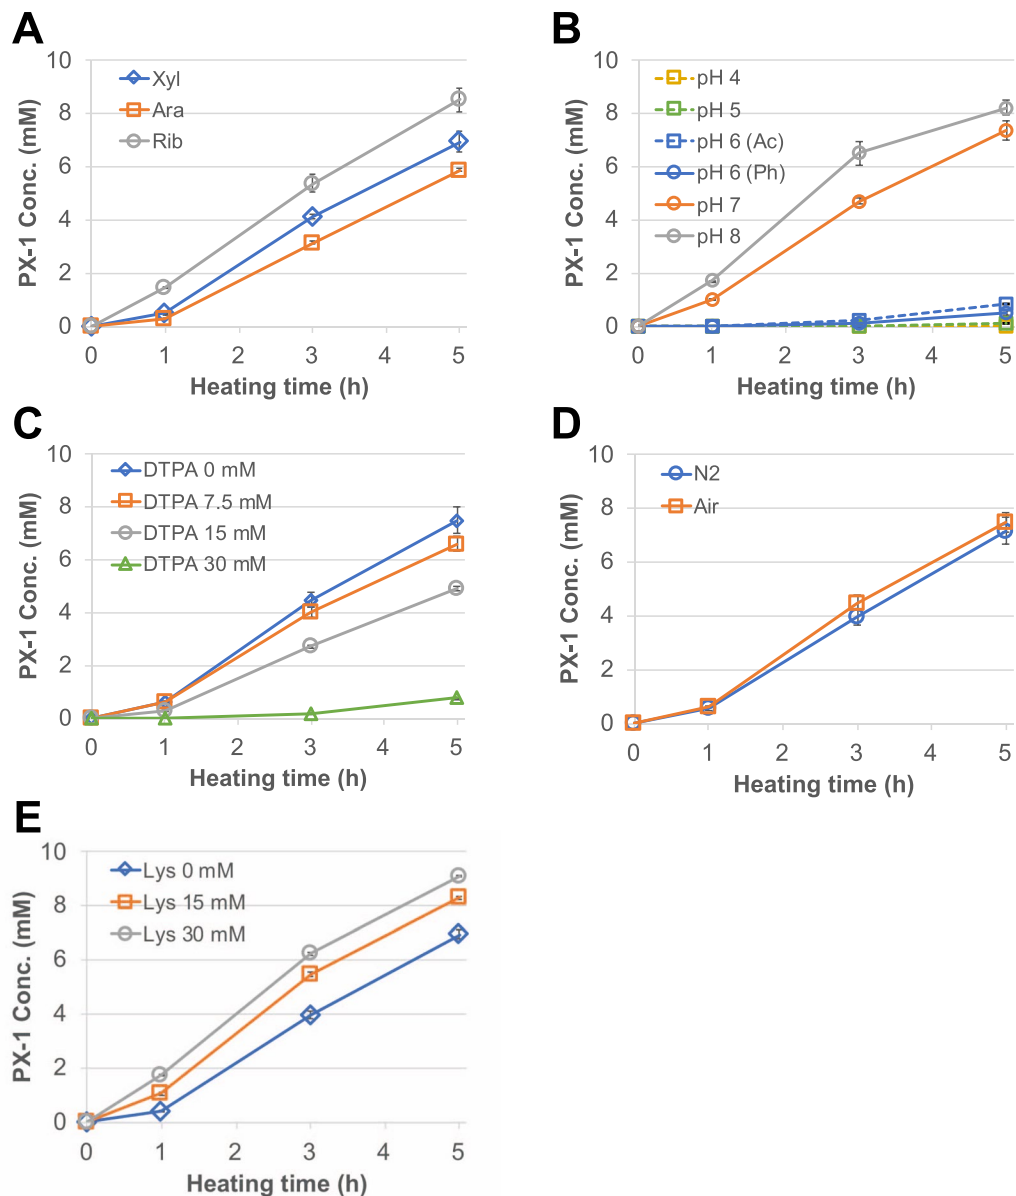 A
10
8
6
4
2
0
PX-1 Conc. (mM)
Xyl
Ara
Rib
0 1 2 3 4 5
Heating time (h)
B
10
8
6
4
2
0
PX-1 Conc. (mM)
pH 4
pH 5
pH 6 (Ac)
pH 6 (Ph)
pH 7
pH 8
0 1 2 3 4 5
Heating time (h)
C
10
8
6
4
2
0
PX-1 Conc. (mM)
DTPA 0 mM
DTPA 7.5 mM
DTPA 15 mM
DTPA 30 mM
0 1 2 3 4 5
Heating time (h)
D
10
8
6
4
2
0
PX-1 Conc. (mM)
N2
Air
0 1 2 3 4 5
Heating time (h)
E
10
8
6
4
2
0
PX-1 Conc. (mM)
Lys 0 mM
Lys 15 mM
Lys 30 mM
0 1 2 3 4 5
Heating time (h)